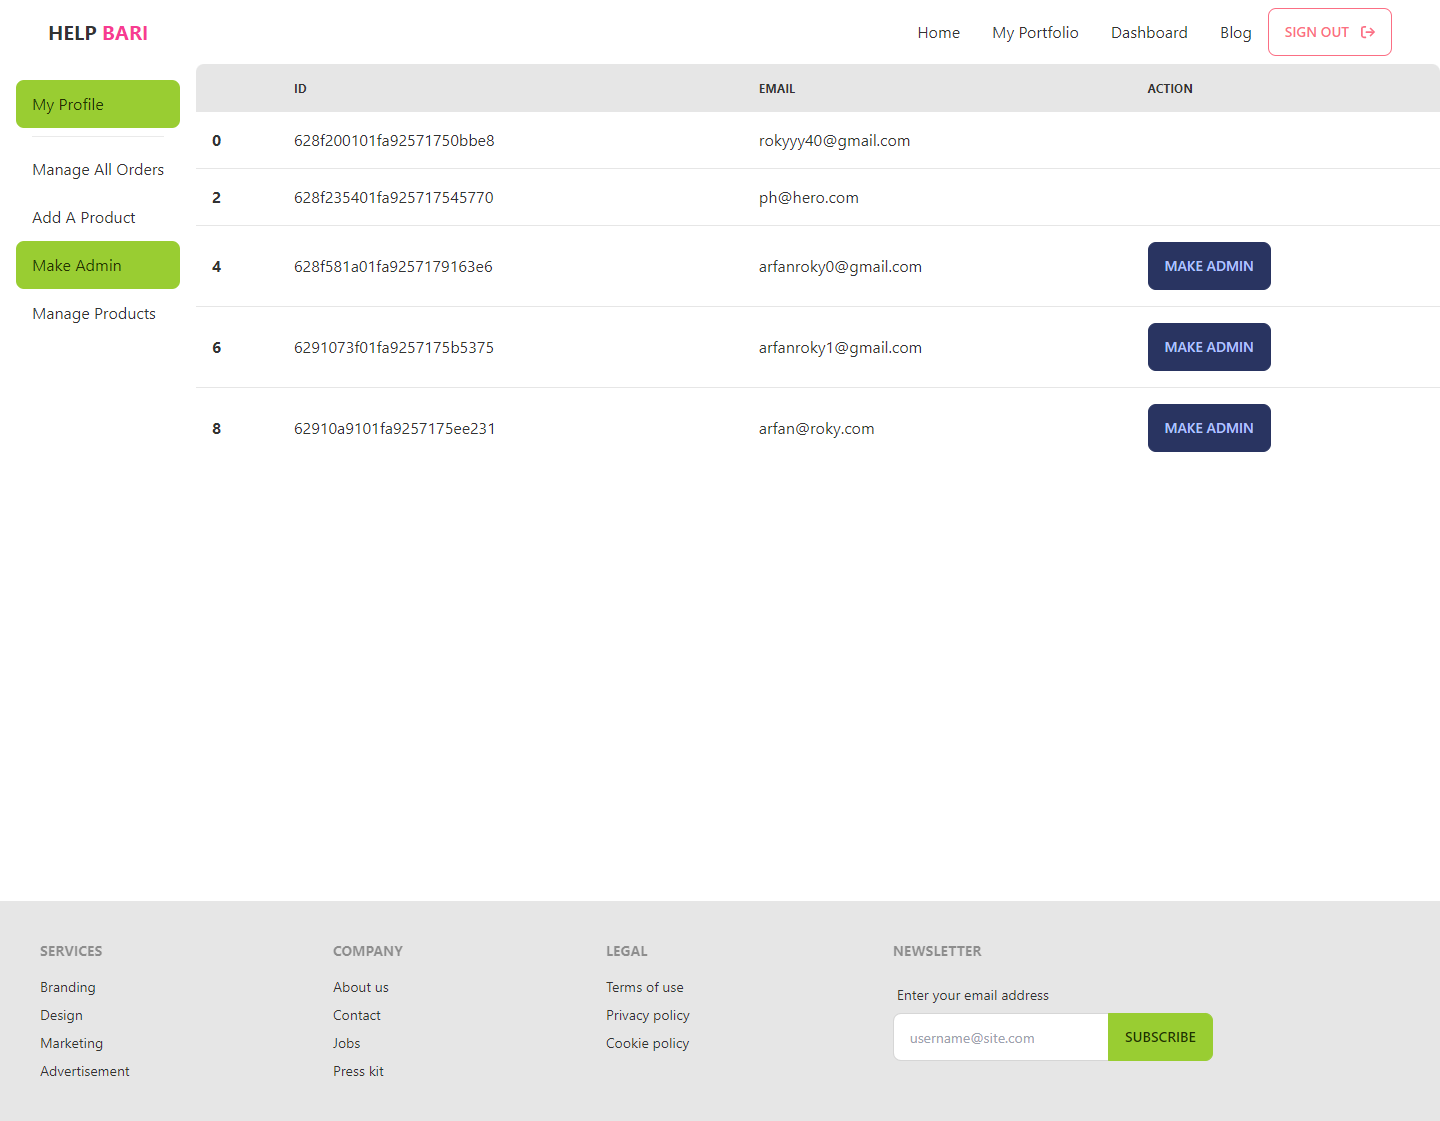 HELP BARI
Home My Portfolio Dashboard Blog SIGN OUT
My Profile
Manage All Orders
Add A Product
Make Admin
Manage Products
ID EMAIL ACTION
0 628f200101fa92571750bbe8 rokyyy40@gmail.com
2 628f235401fa925717545770 ph@hero.com
4 628f581a01fa9257179163e6 arfanroky0@gmail.com MAKE ADMIN
6 6291073f01fa9257175b5375 arfanroky1@gmail.com MAKE ADMIN
8 62910a9101fa9257175ee231 arfan@roky.com MAKE ADMIN
SERVICES
Branding
Design
Marketing
Advertisement
COMPANY
About us
Contact
Jobs
Press kit
LEGAL
Terms of use
Privacy policy
Cookie policy
NEWSLETTER
Enter your email address
username@site.com SUBSCRIBE